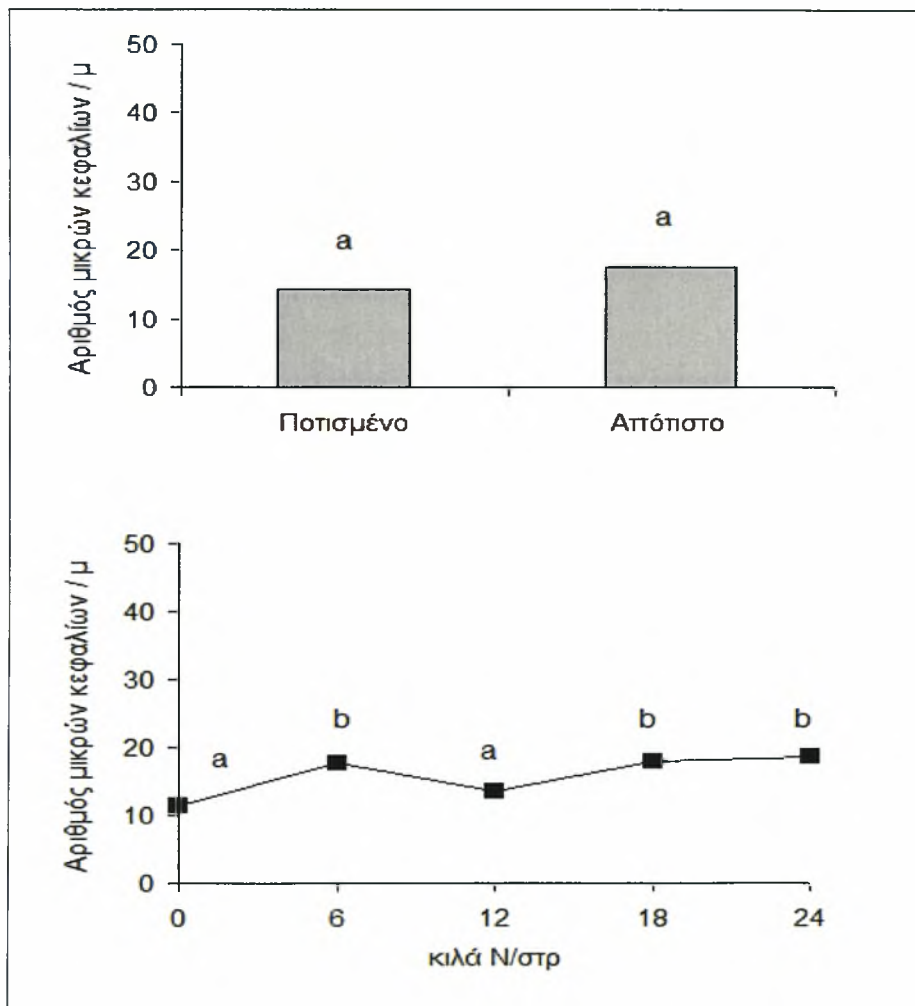 Αριθμός μικρών κεφαλίων / μ
50
40
30
20
10
0
a
a
Ποτισμένο
Απότιστο
Αριθμός μικρών κεφαλίων / μ
50
40
30
20
10
0
a
b
a
b
b
0 6 12 18 24
κιλά N/στρ